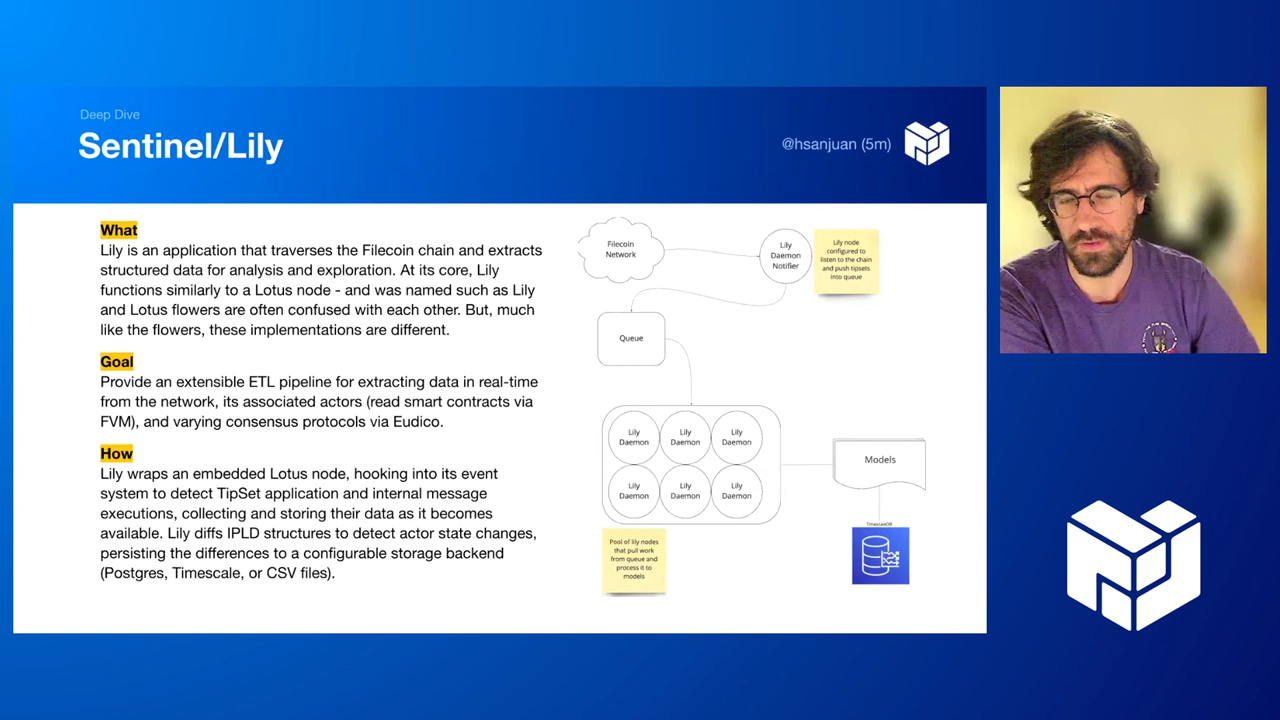 Deep Dive
Sentinel/Lily
@hsanjuan (5m)
What
Lily is an application that traverses the Filecoin chain and extracts
structured data for analysis and exploration. At its core, Lily
functions similarly to a Lotus node - and was named such as Lily
and Lotus flowers are often confused with each other. But, much
like the flowers, these implementations are different.
Goal
Provide an extensible ETL pipeline for extracting data in real-time
from the network, its associated actors (read smart contracts via
FVM), and varying consensus protocols via Eudico.
How
Lily wraps an embedded Lotus node, hooking into its event
system to detect TipSet application and internal message
executions, collecting and storing their data as it becomes
available. Lily diffs IPLD structures to detect actor state changes,
persisting the differences to a configurable storage backend
(Postgres, Timescale, or CSV files).
Filecoin
Network
Lily
Daemon
Notifier
Lily node
configured to
listen to the chain
and push tipsets
into queue
Queue
Lily
Daemon
Lily
Daemon
Lily
Daemon
Lily
Daemon
Lily
Daemon
Lily
Daemon
Models
Pool of lily nodes
that pull work
from queue and
process it to
models
TimescaleDB